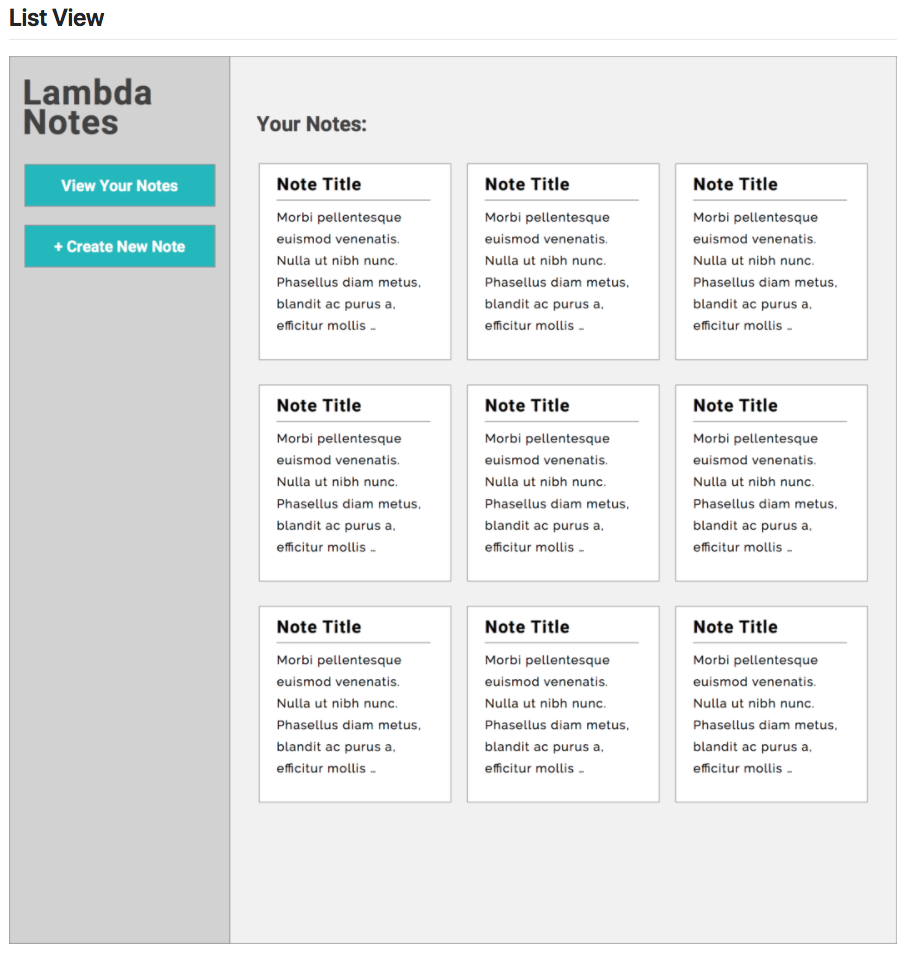 List View
Lambda
Notes
View Your Notes
+ Create New Note
Your Notes:
Note Title
Morbi pellentesque
euismod venenatis.
Nulla ut nibh nunc.
Phasellus diam metus,
blandit ac purus a,
efficitur mollis …
Note Title
Morbi pellentesque
euismod venenatis.
Nulla ut nibh nunc.
Phasellus diam metus,
blandit ac purus a,
efficitur mollis …
Note Title
Morbi pellentesque
euismod venenatis.
Nulla ut nibh nunc.
Phasellus diam metus,
blandit ac purus a,
efficitur mollis …
Note Title
Morbi pellentesque
euismod venenatis.
Nulla ut nibh nunc.
Phasellus diam metus,
blandit ac purus a,
efficitur mollis …
Note Title
Morbi pellentesque
euismod venenatis.
Nulla ut nibh nunc.
Phasellus diam metus,
blandit ac purus a,
efficitur mollis …
Note Title
Morbi pellentesque
euismod venenatis.
Nulla ut nibh nunc.
Phasellus diam metus,
blandit ac purus a,
efficitur mollis …
Note Title
Morbi pellentesque
euismod venenatis.
Nulla ut nibh nunc.
Phasellus diam metus,
blandit ac purus a,
efficitur mollis …
Note Title
Morbi pellentesque
euismod venenatis.
Nulla ut nibh nunc.
Phasellus diam metus,
blandit ac purus a,
efficitur mollis …
Note Title
Morbi pellentesque
euismod venenatis.
Nulla ut nibh nunc.
Phasellus diam metus,
blandit ac purus a,
efficitur mollis …